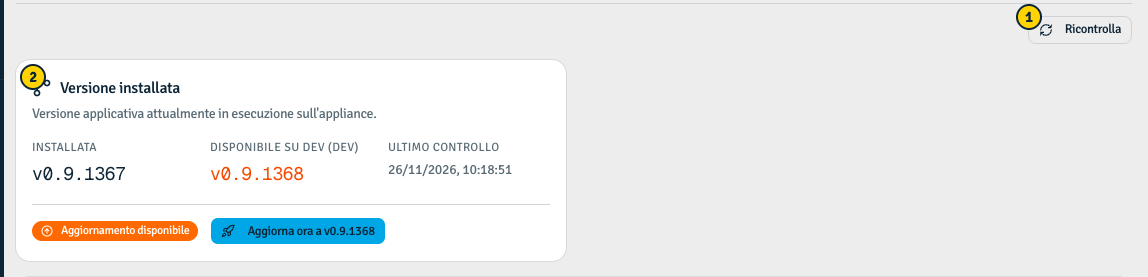 1
Ricontrolla
2
Versione installata
Versione applicativa attualmente in esecuzione sull'appliance.
INSTALLATA DISPONIBILE SU DEV (DEV) ULTIMO CONTROLLO
v0.9.1367 v0.9.1368 26/11/2026, 10:18:51
Aggiornamento disponibile Aggiorna ora a v0.9.1368